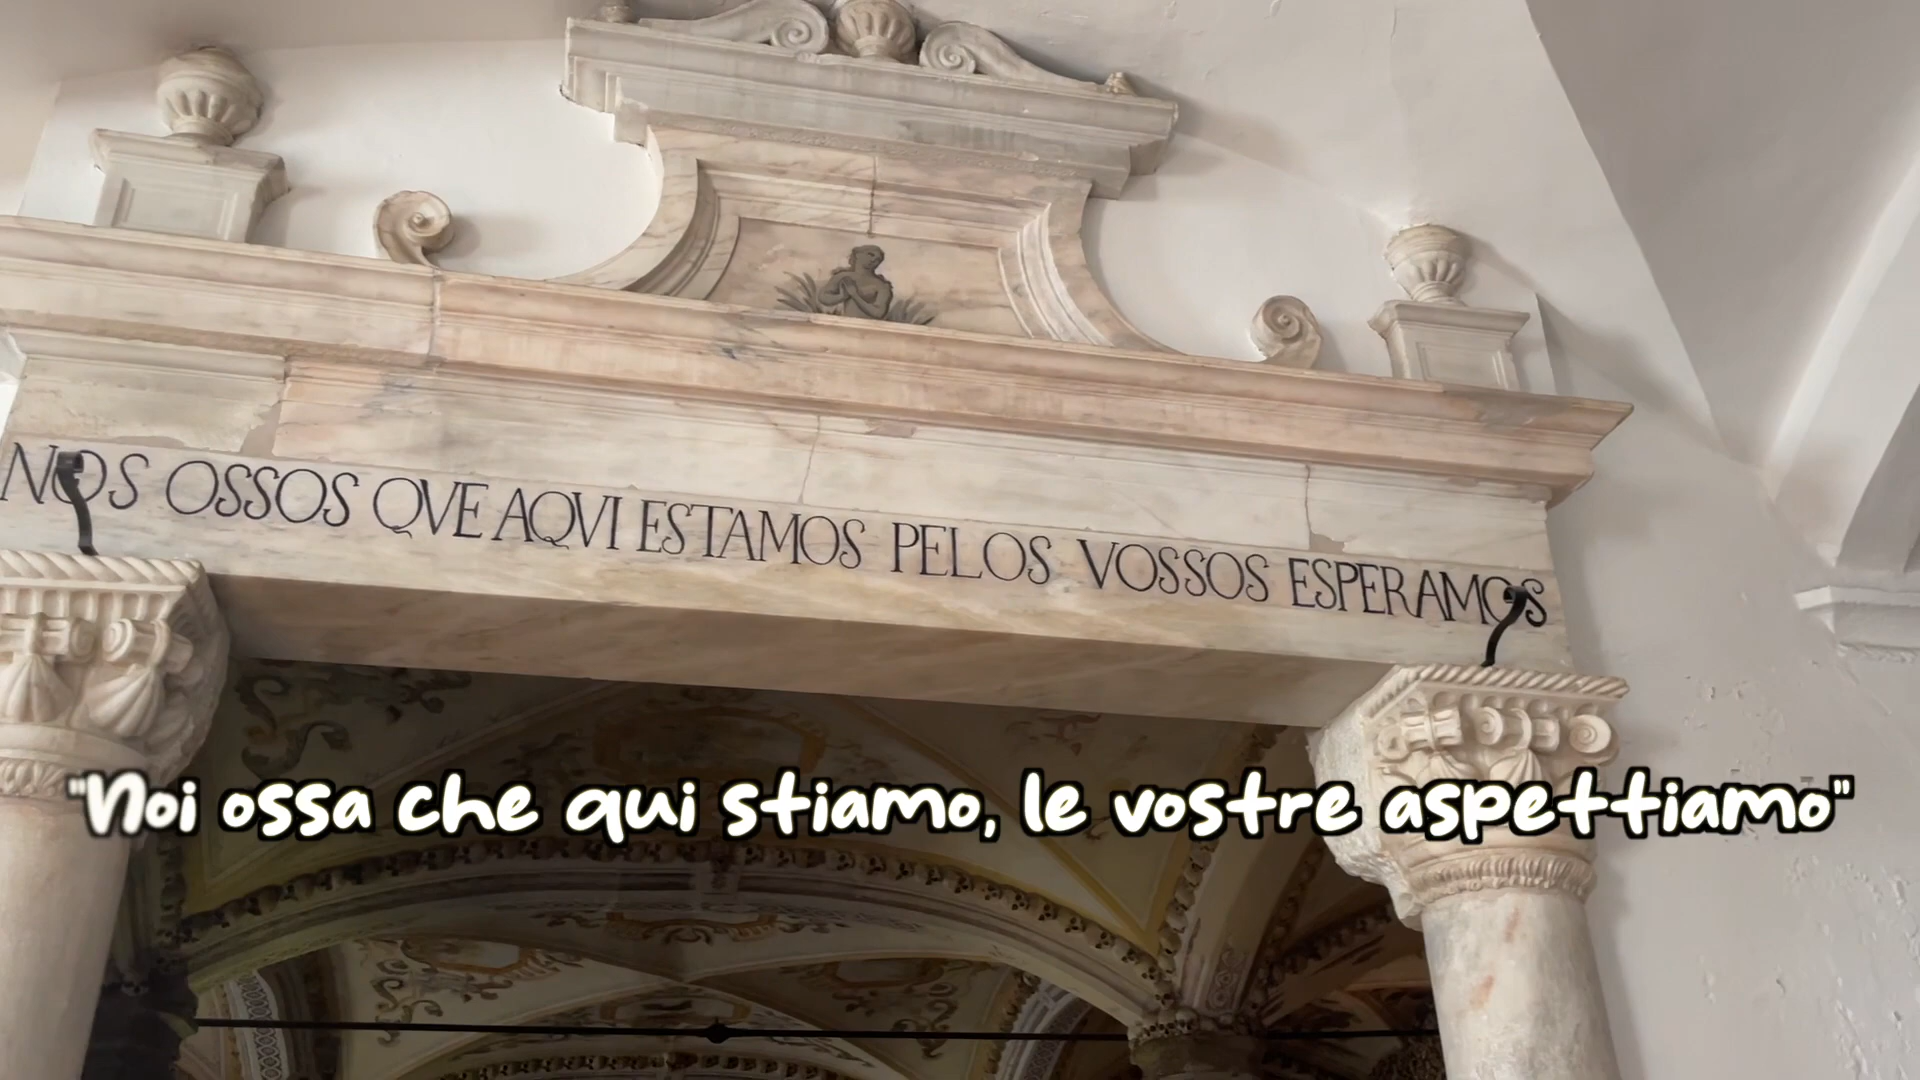 NOS OSSOS QVE AQVI ESTAMOS PELOS VOSSOS ESPERAMOS
"Noi ossa che qui stiamo, le vostre aspettiamo"